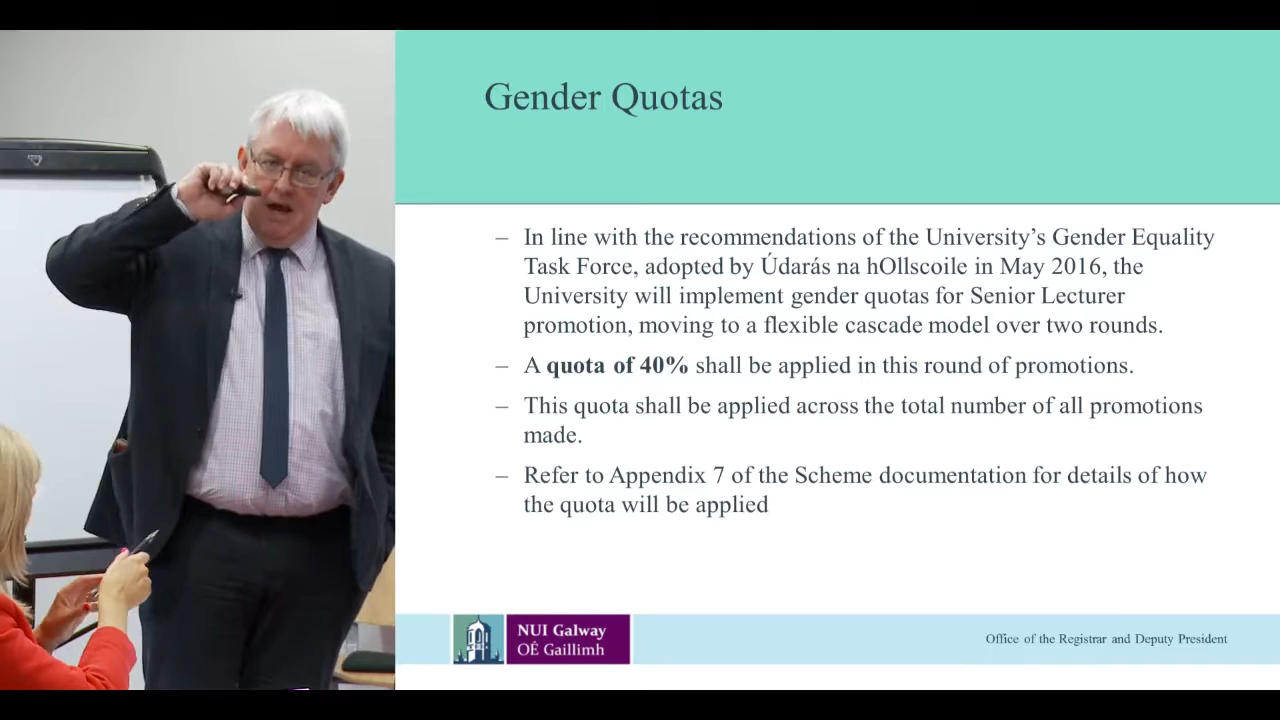 Gender Quotas
– In line with the recommendations of the University's Gender Equality
Task Force, adopted by Údarás na hOllscoile in May 2016, the
University will implement gender quotas for Senior Lecturer
promotion, moving to a flexible cascade model over two rounds.
– A quota of 40% shall be applied in this round of promotions.
– This quota shall be applied across the total number of all promotions
made.
– Refer to Appendix 7 of the Scheme documentation for details of how
the quota will be applied
NUI Galway
OÉ Gaillimh
Office of the Registrar and Deputy President